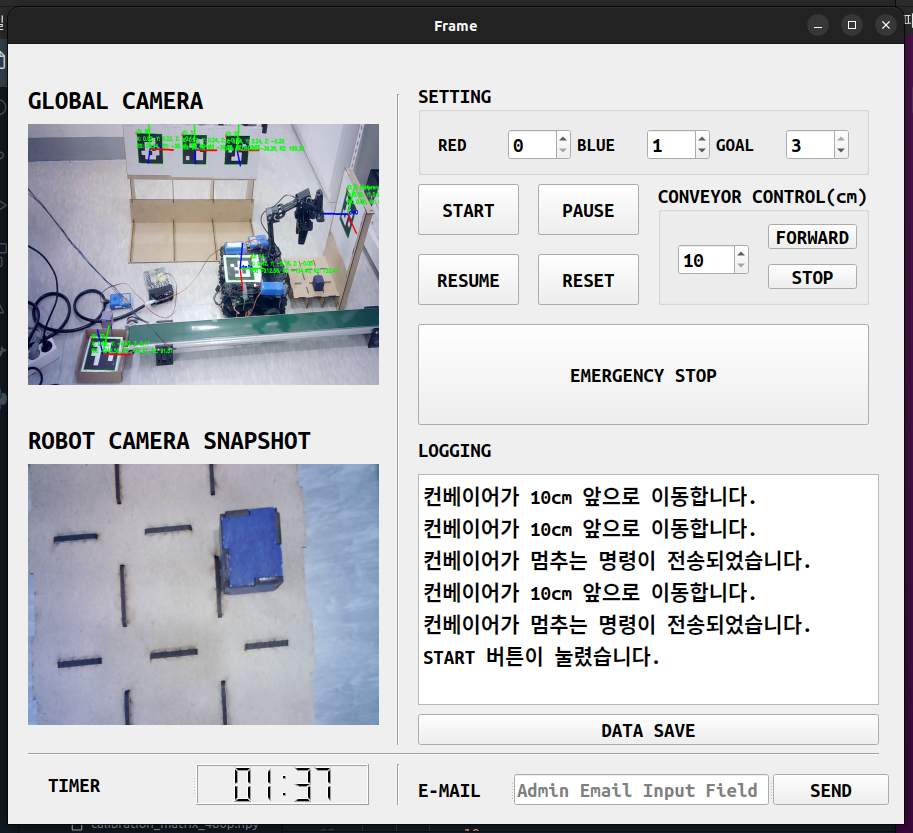 Frame
GLOBAL CAMERA
ROBOT CAMERA SNAPSHOT
SETTING
RED 0 BLUE 1 GOAL 3
START PAUSE
RESUME RESET
CONVEYOR CONTROL(cm)
10 FORWARD
STOP
EMERGENCY STOP
LOGGING
컨베이어가 10cm 앞으로 이동합니다.
컨베이어가 10cm 앞으로 이동합니다.
컨베이어가 멈추는 명령이 전송되었습니다.
컨베이어가 10cm 앞으로 이동합니다.
컨베이어가 멈추는 명령이 전송되었습니다.
START 버튼이 눌렸습니다.
DATA SAVE
TIMER 01:37
E-MAIL Admin Email Input Field SEND